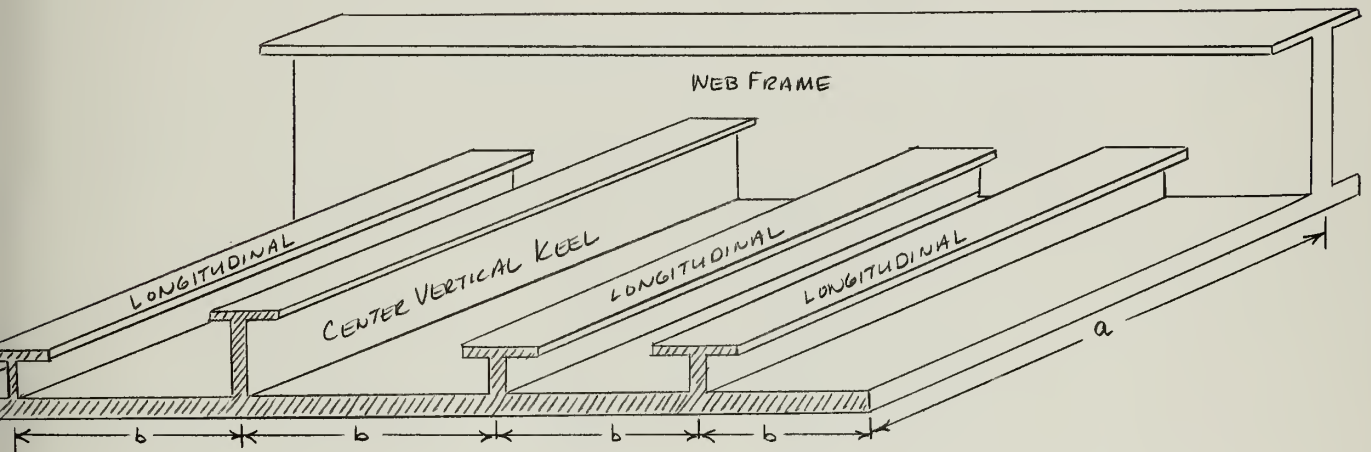 WEB FRAME
LONGITUDINAL
CENTER VERTICAL KEEL
LONGITUDINAL
LONGITUDINAL
a
b
b
b
b